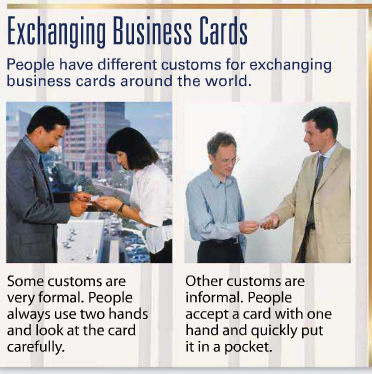 Exchanging Business Cards
People have different customs for exchanging
business cards around the world.
Some customs are
very formal. People
always use two hands
and look at the card
carefully.
Other customs are
informal. People
accept a card with one
hand and quickly put
it in a pocket.